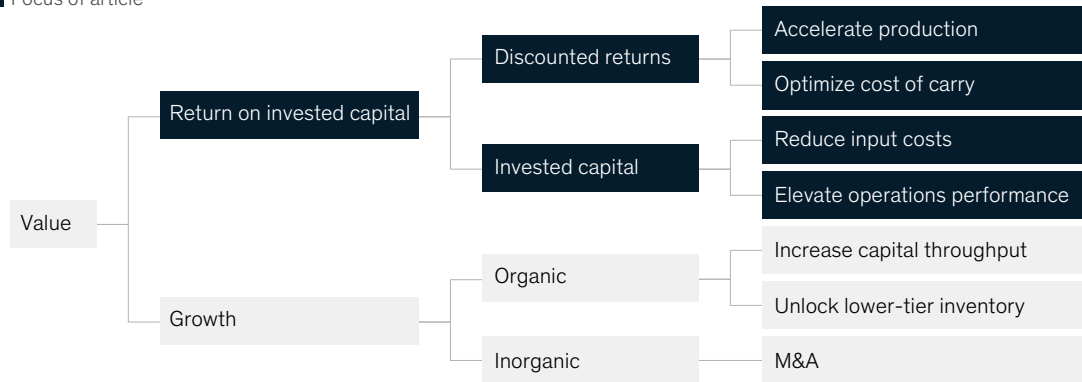 Focus of article
Value
Return on invested capital
Growth
Discounted returns
Invested capital
Organic
Inorganic
Accelerate production
Optimize cost of carry
Reduce input costs
Elevate operations performance
Increase capital throughput
Unlock lower-tier inventory
M&A